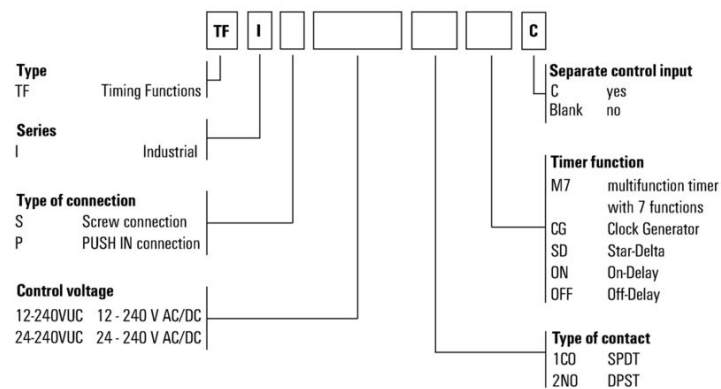 TF I C
Type
TF Timing Functions
Series
I Industrial
Type of connection
S Screw connection
P PUSH IN connection
Control voltage
12-240VUC 12 - 240 V AC/DC
24-240VUC 24 - 240 V AC/DC
Separate control input
C yes
Blank no
Timer function
M7 multifunction timer
with 7 functions
CG Clock Generator
SD Star-Delta
ON On-Delay
OFF Off-Delay
Type of contact
1CO SPDT
2NO DPST